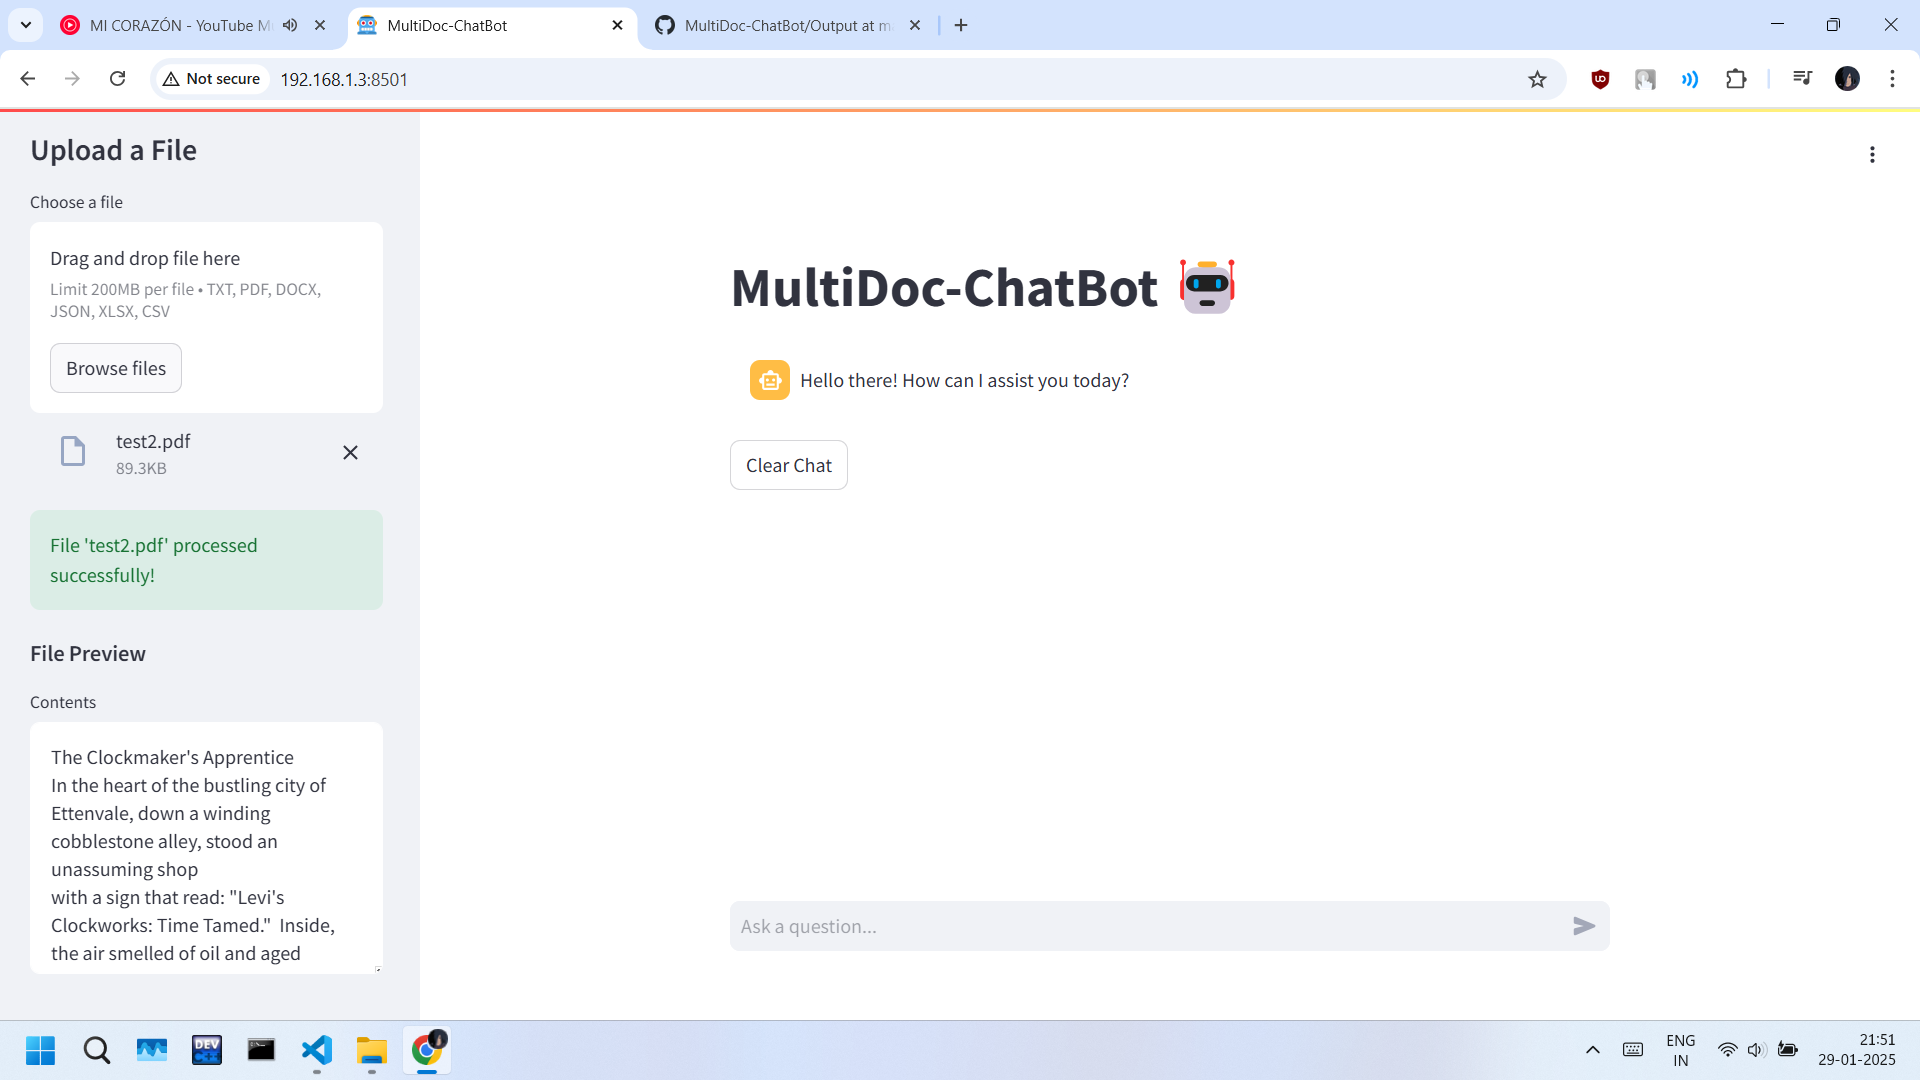 MI CORAZÓN - YouTube M
MultiDoc-ChatBot
MultiDoc-ChatBot/Output at ma
Not secure
192.168.1.3:8501
Upload a File
Choose a file
Drag and drop file here
Limit 200MB per file • TXT, PDF, DOCX,
JSON, XLSX, CSV
Browse files
test2.pdf
89.3KB
File 'test2.pdf' processed
successfully!
File Preview
Contents
The Clockmaker's Apprentice
In the heart of the bustling city of
Ettenvale, down a winding
cobblestone alley, stood an
unassuming shop
with a sign that read: "Levi's
Clockworks: Time Tamed."  Inside,
the air smelled of oil and aged
MultiDoc-ChatBot
Hello there! How can I assist you today?
Clear Chat
Ask a question...
DEV
C++
ENG
IN
21:51
29-01-2025